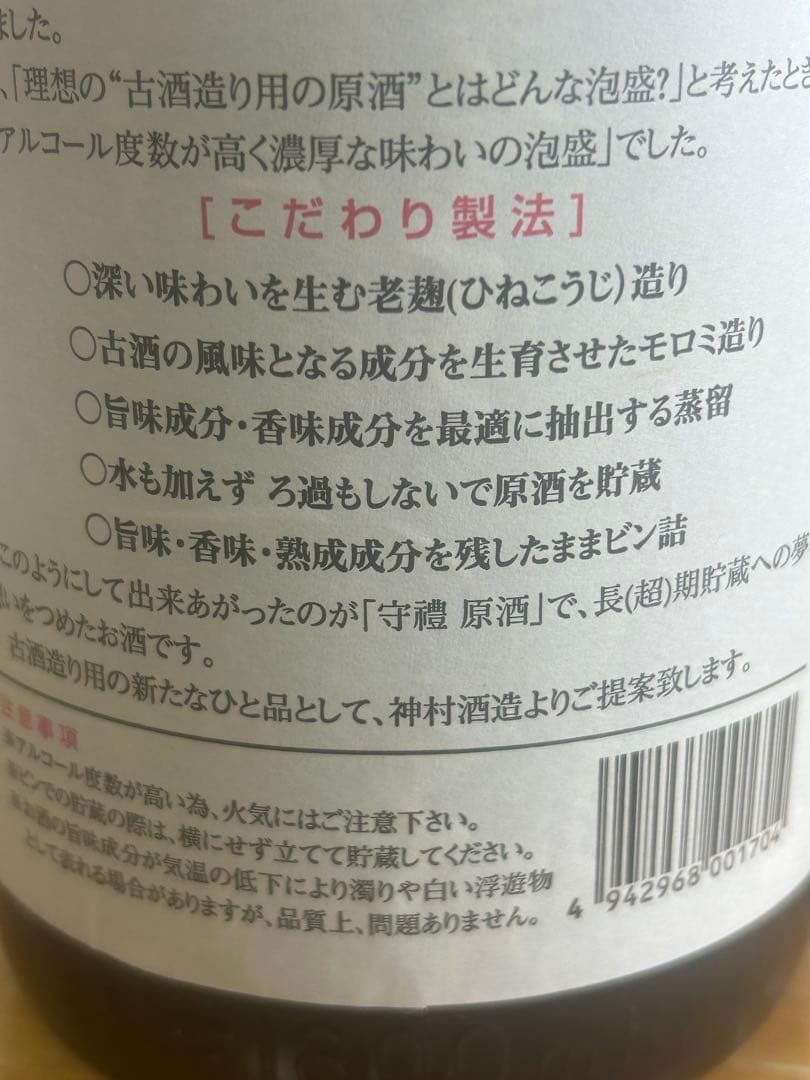 ました。
、「理想の“古酒造り用の原酒”とはどんな泡盛?」と考えたとき
アルコール度数が高く濃厚な味わいの泡盛」でした。
[こだわり製法]
○深い味わいを生む老麹(ひねこうじ)造り
○古酒の風味となる成分を生育させたモロミ造り
○旨味成分・香味成分を最適に抽出する蒸留
○水も加えず ろ過もしないで原酒を貯蔵
○旨味・香味・熟成成分を残したままビン詰
このようにして出来あがったのが「守禮 原酒」で、長(超)期貯蔵への夢
想いをつめたお酒です。
古酒造り用の新たなひと品として、神村酒造よりご提案致します。
注意事項
※アルコール度数が高い為、火気にはご注意下さい。
※ビンでの貯蔵の際は、横にせず立てて貯蔵してください。
※お酒の旨味成分が気温の低下により濁りや白い浮遊物
として表れる場合がありますが、品質上、問題ありません。
4 942968 001704